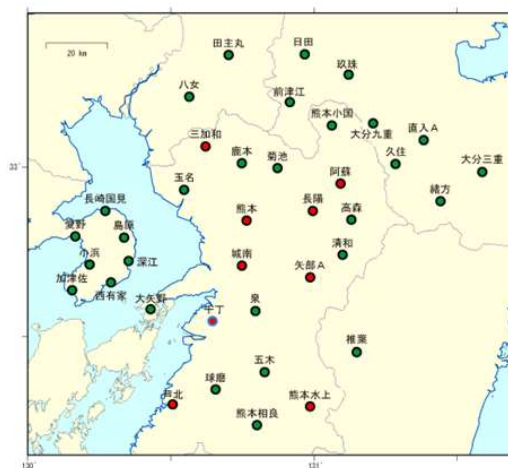 20 km
田主丸
日田
玖珠
八女
前津江
熊本小国
大分九重
直入A
三加和
鹿本
菊池
久住
大分三重
33
玉名
阿蘇
緒方
長崎国見
熊本
長陽
高森
愛野
島原
清和
小浜
深江
城南
矢部A
加津佐
西有家
大矢野
千丁
泉
椎葉
五木
球磨
芦北
熊本水上
熊本相良
130
131